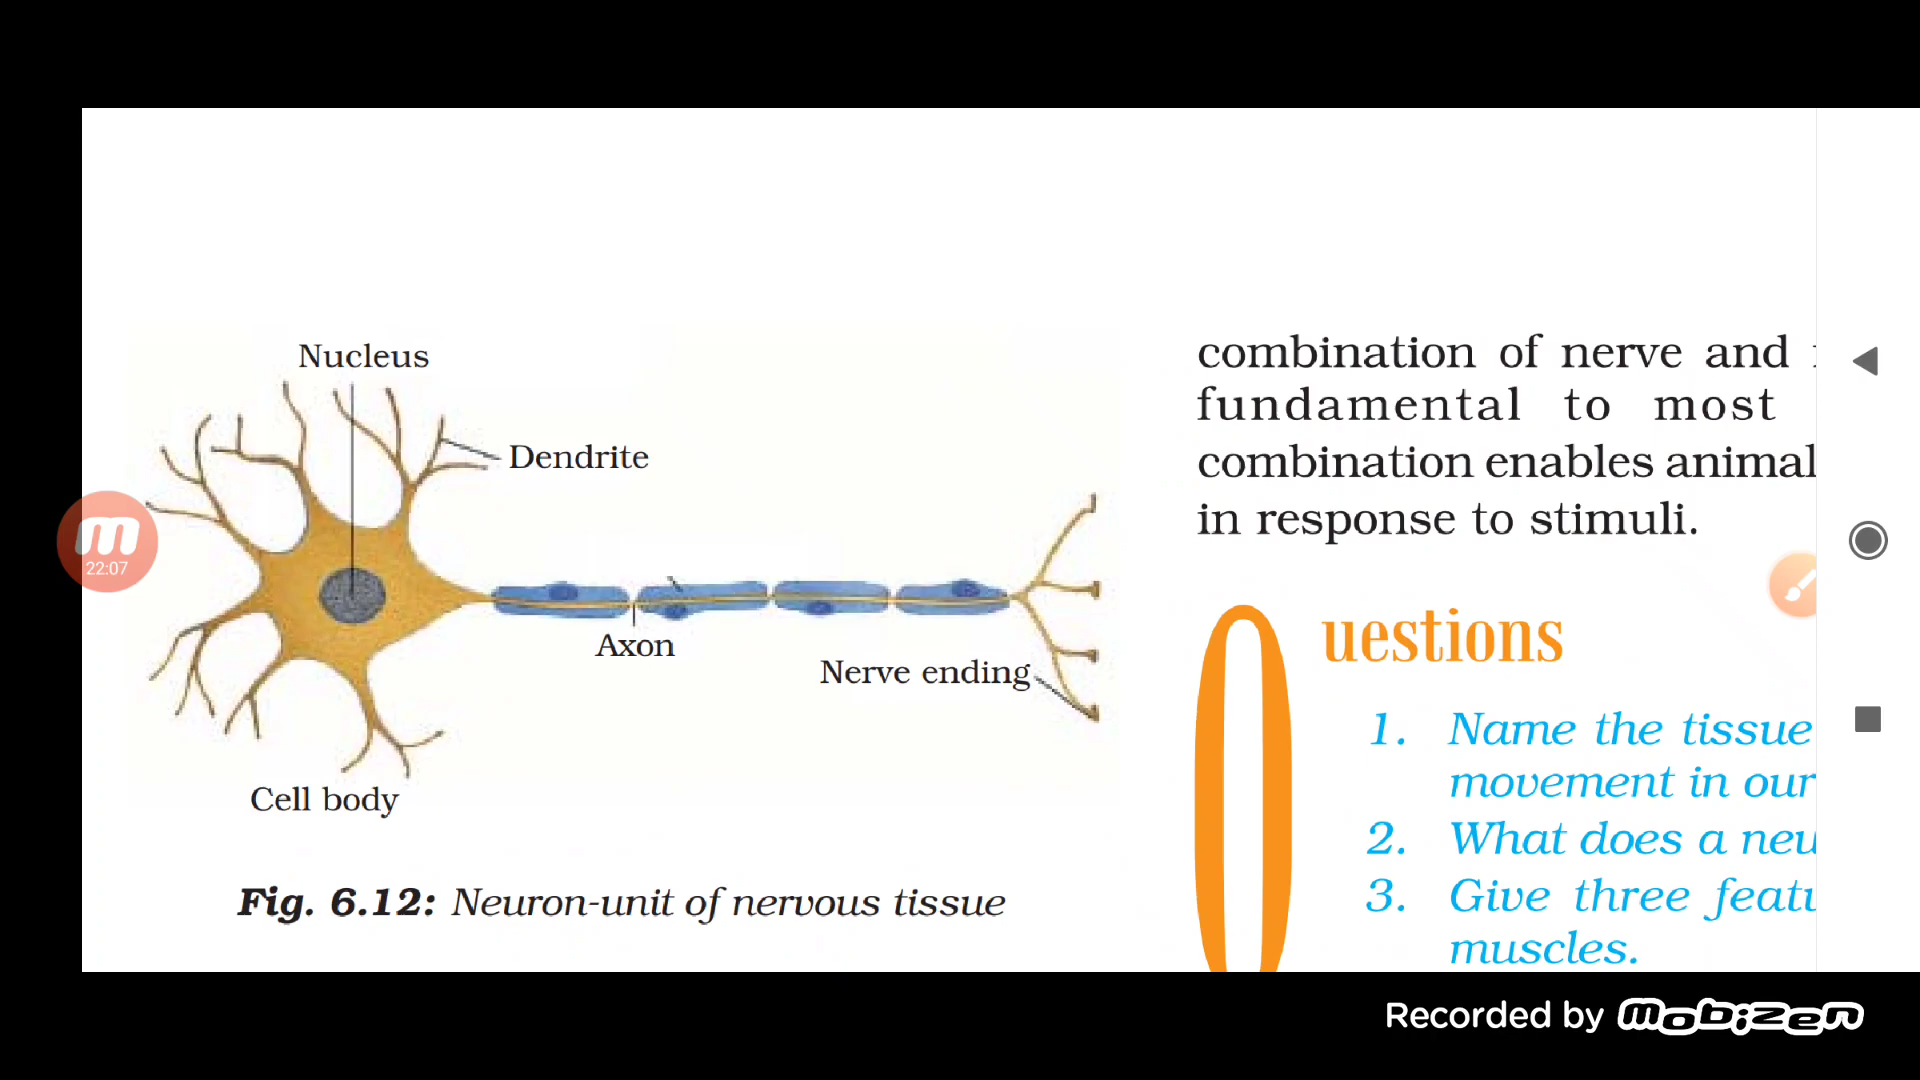 Nucleus
Dendrite
Axon
Nerve ending
Cell body
Fig. 6.12: Neuron-unit of nervous tissue
combination of nerve and
fundamental to most
combination enables animal
in response to stimuli.
Questions
1. Name the tissue
movement in our
2. What does a neu
3. Give three featu
muscles.
22:07
Recorded by mobizen